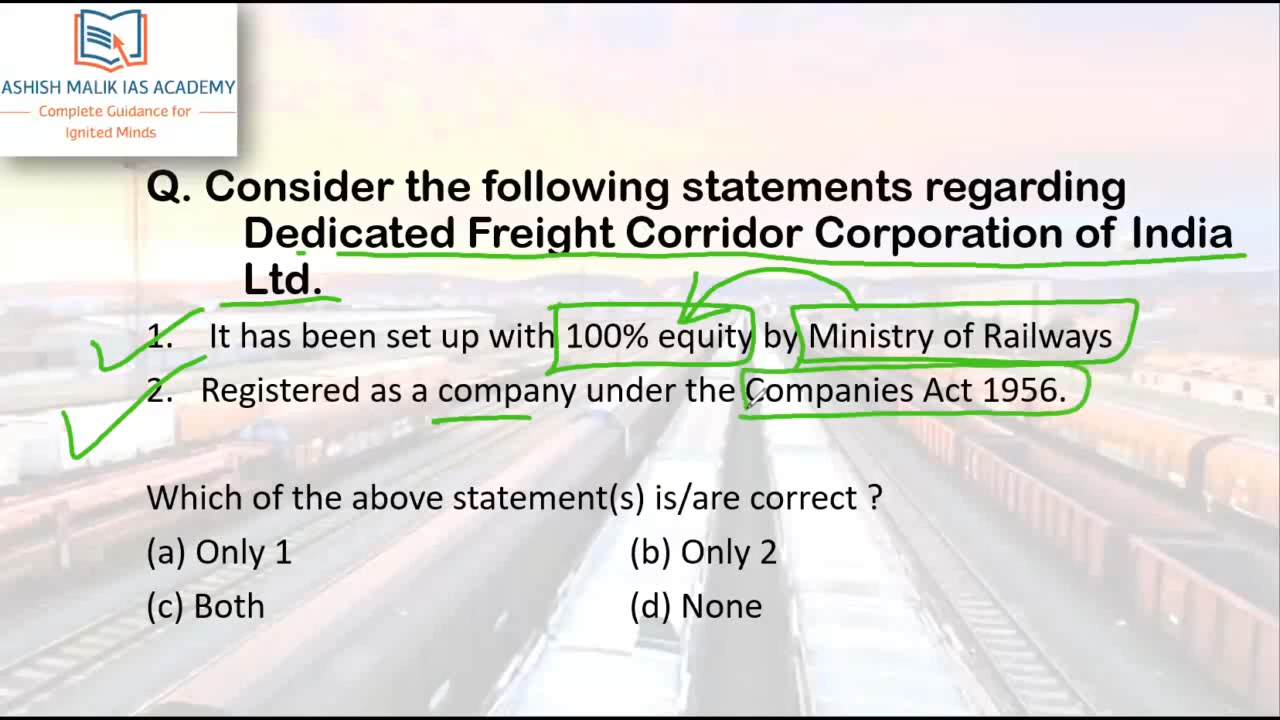 ASHISH MALIK IAS ACADEMY
Complete Guidance for
Ignited Minds
Q. Consider the following statements regarding
Dedicated Freight Corridor Corporation of India
Ltd.
1. It has been set up with 100% equity by Ministry of Railways
2. Registered as a company under the Companies Act 1956.
Which of the above statement(s) is/are correct ?
(a) Only 1 (b) Only 2
(c) Both (d) None